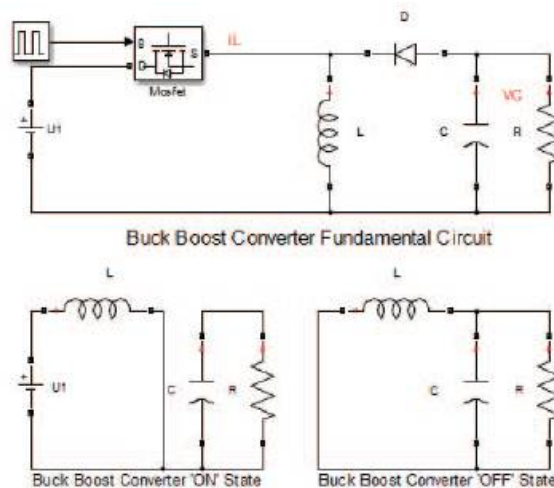 D
g
D
S
IL
Mosfet
U1
L
C
VC
R
Buck Boost Converter Fundamental Circuit
L
L
U1
C
R
C
R
Buck Boost Converter 'ON' State
Buck Boost Converter 'OFF' State